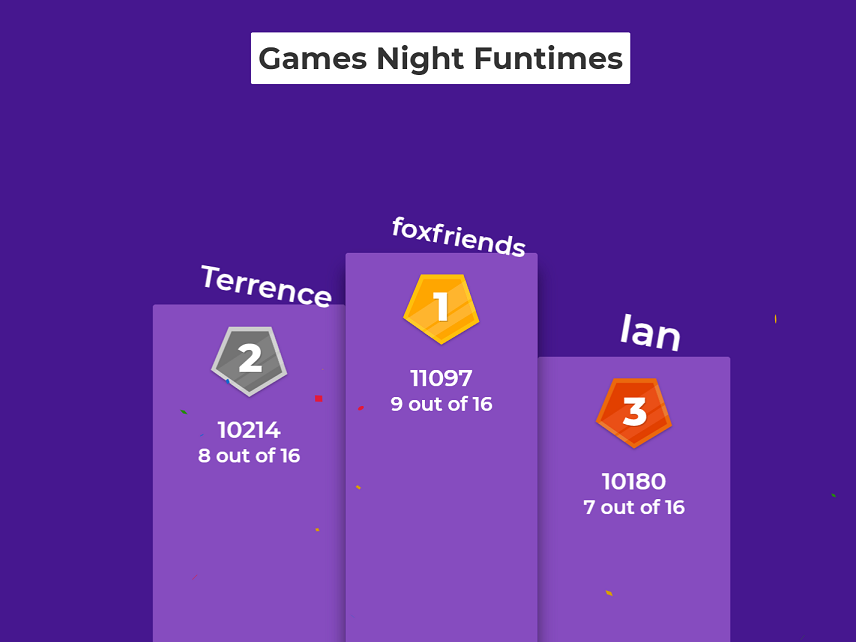 Games Night Funtimes
foxfriends
1
11097
9 out of 16
Terrence
2
10214
8 out of 16
Ian
3
10180
7 out of 16